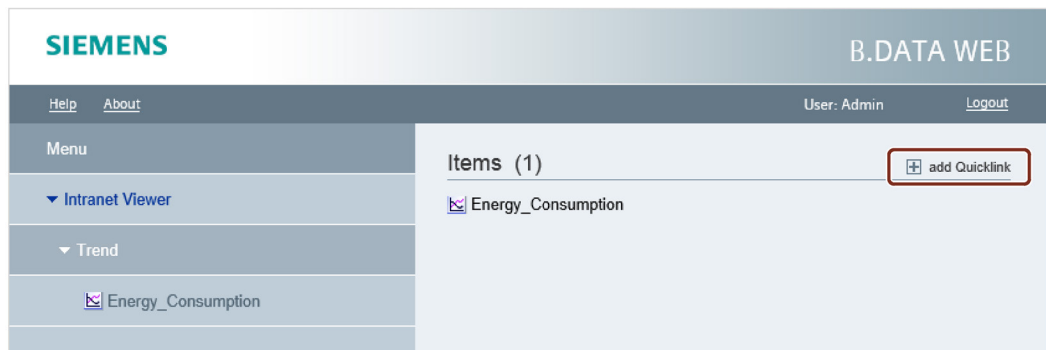 SIEMENS
B.DATA WEB
Help About User: Admin Logout
Menu
Items (1) add Quicklink
Intranet Viewer
Energy_Consumption
Trend
Energy_Consumption